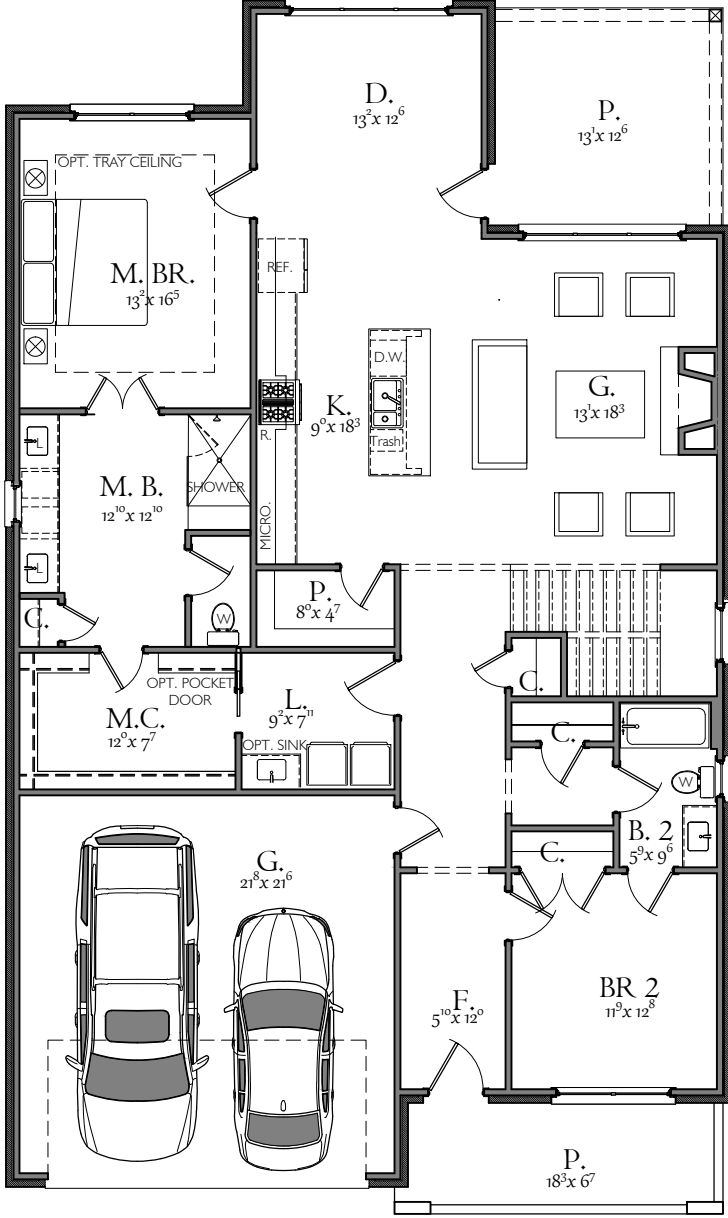 D.
13²x 12⁶
P.
13¹x 12⁶
OPT. TRAY CEILING
M. BR.
13²x 16⁵
REF.
D.W.
K.
9⁰x 18³
R.
Trash
G.
13¹x 18³
M. B.
12¹⁰x 12¹⁰
SHOWER
MICRO.
P.
8⁰x 4⁷
C.
W
C.
OPT. POCKET
DOOR
M.C.
12⁰x 7⁷
L.
9²x 7¹¹
OPT. SINK
C.
W
B. 2
5⁹x 9⁶
C.
G.
21⁸x 21⁶
BR 2
11⁹x 12⁸
F.
5¹⁰x 12⁰
P.
18³x 6⁷